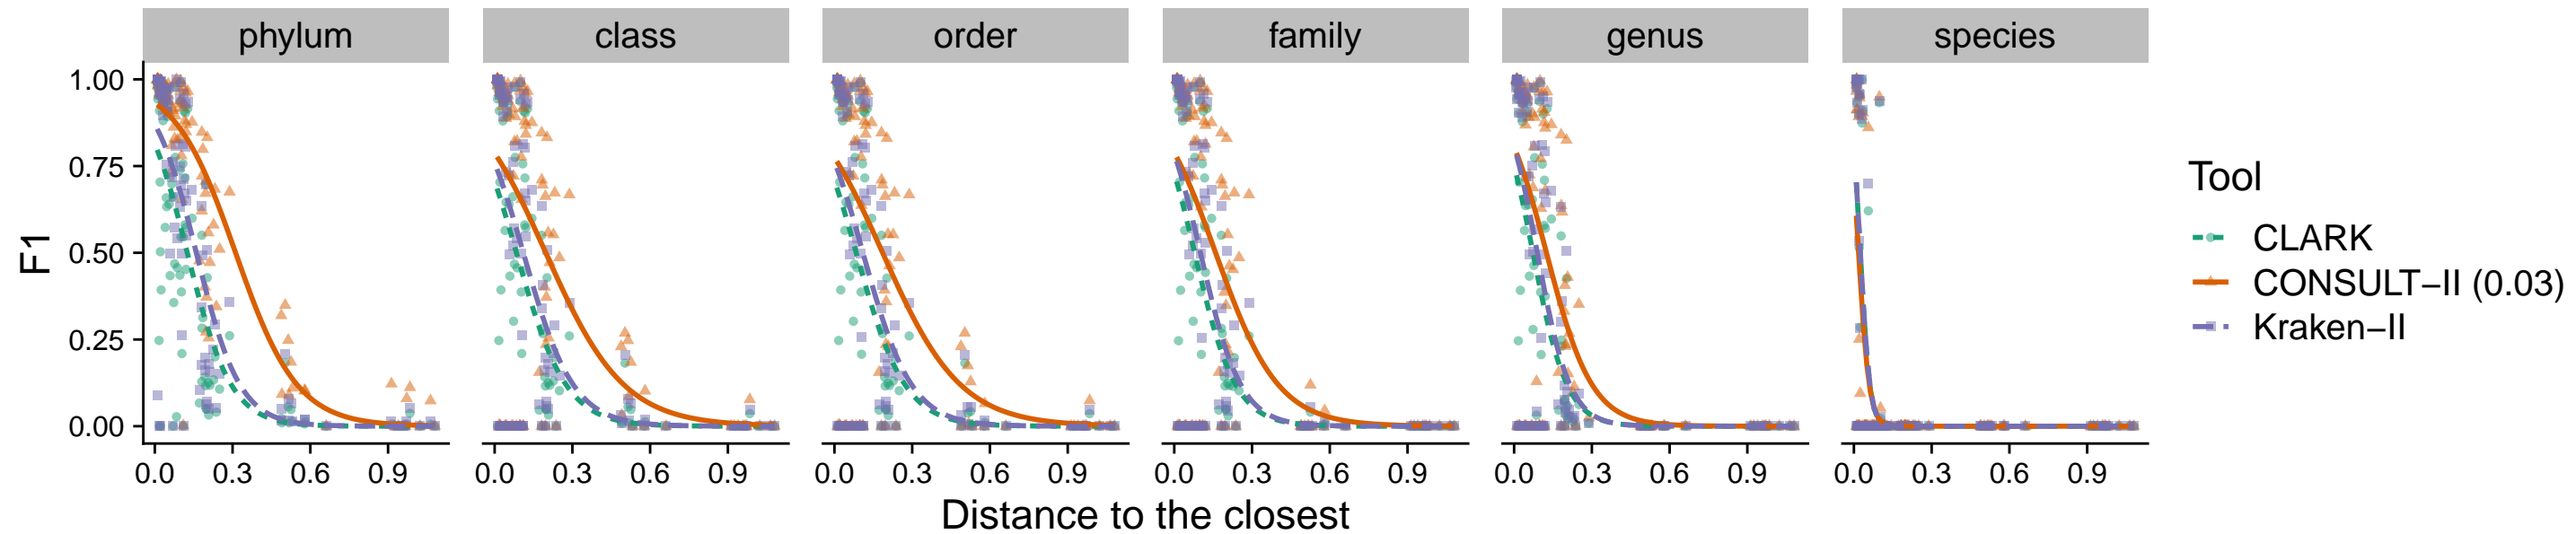 phylum class order family genus species
1.00
0.75
0.50
0.25
0.00
F1
0.0 0.3 0.6 0.9 0.0 0.3 0.6 0.9 0.0 0.3 0.6 0.9 0.0 0.3 0.6 0.9 0.0 0.3 0.6 0.9 0.0 0.3 0.6 0.9
Distance to the closest
Tool
CLARK
CONSULT−II (0.03)
Kraken−II